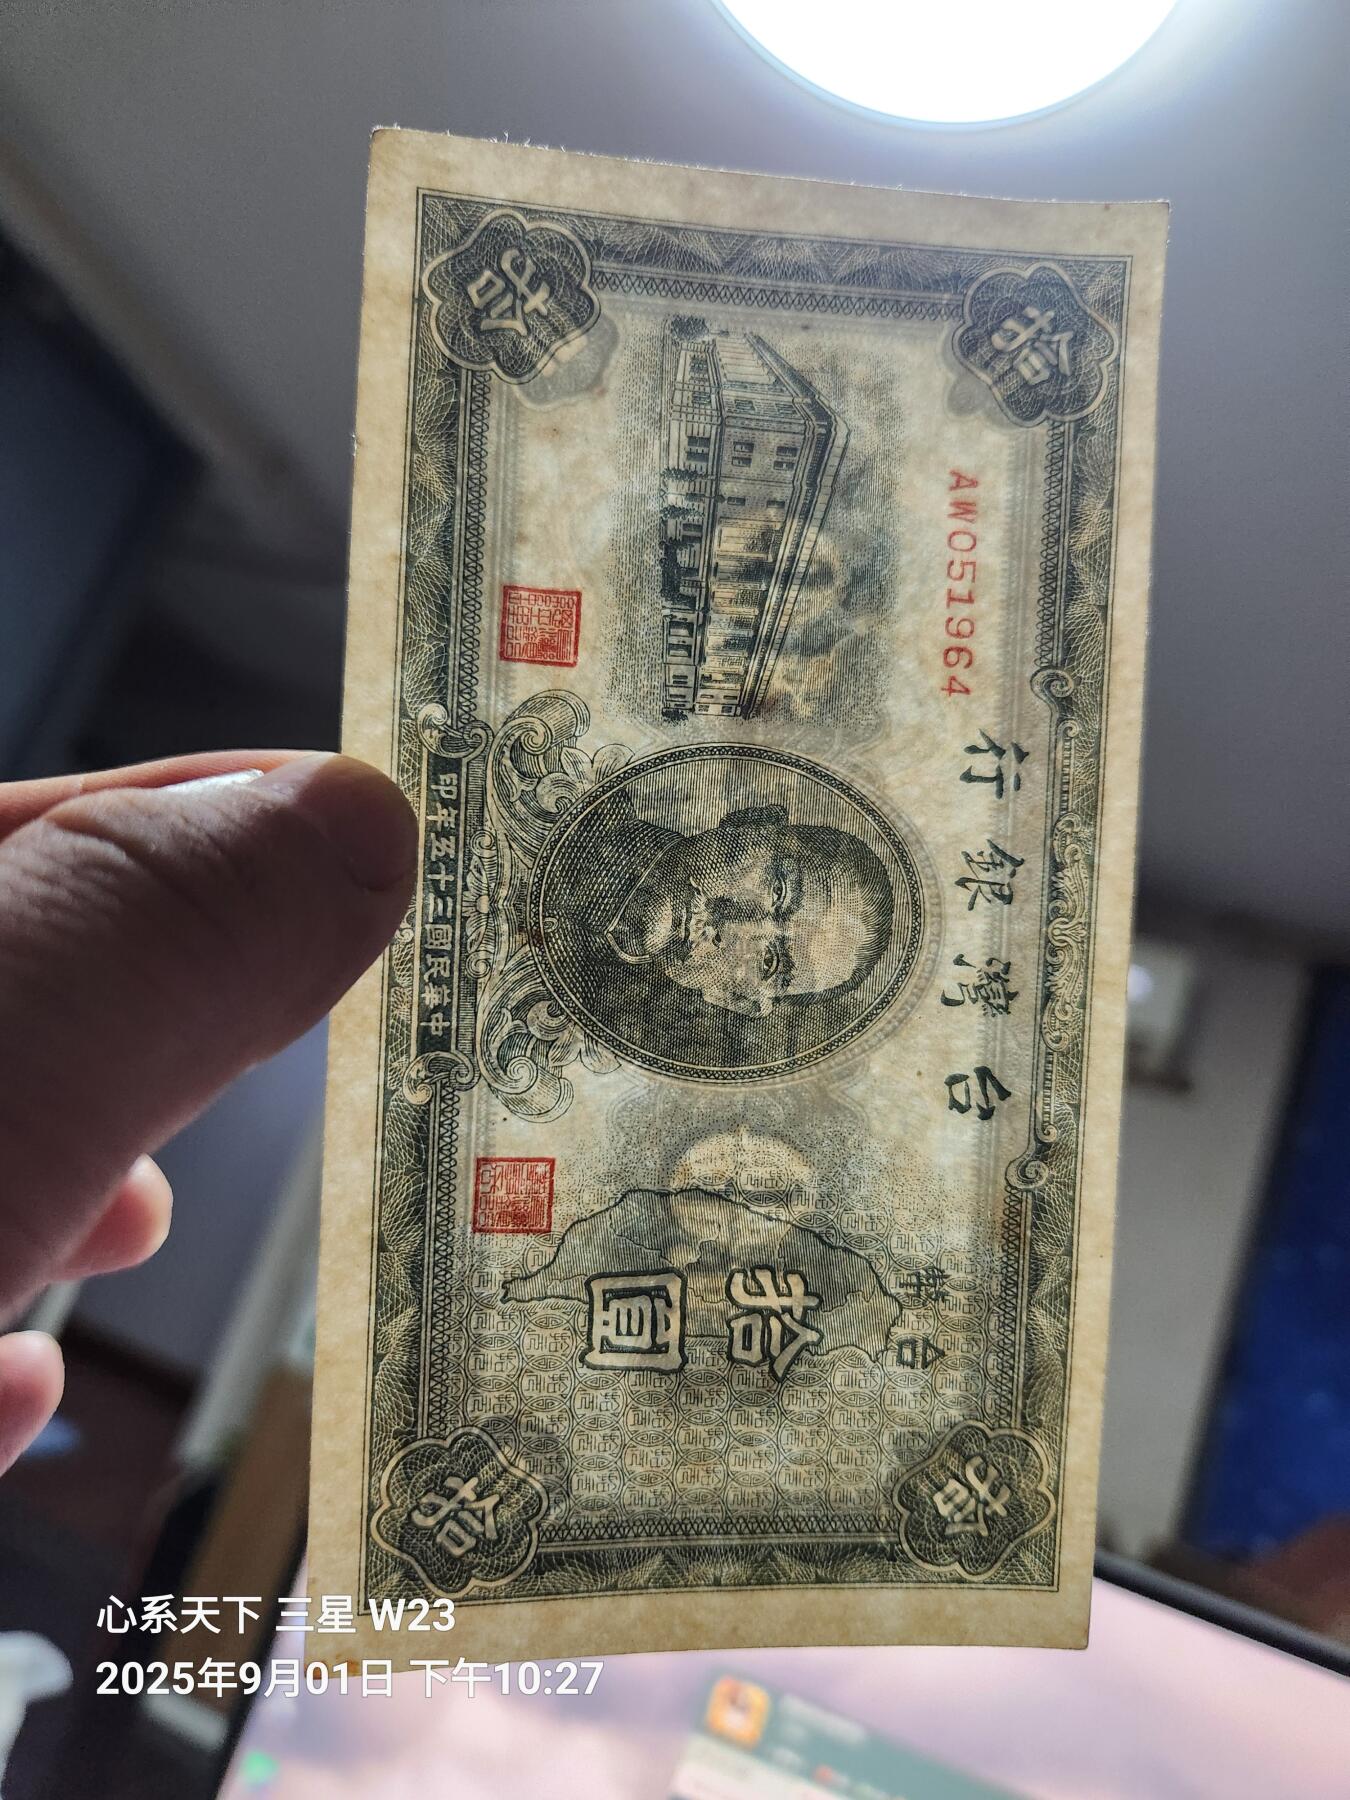 拾
拾
AW051964
行銀灣台
印年五十三國民華中
幣台
拾圓
拾
拾
心系天下 三星 W23
2025年9月01日 下午10:27